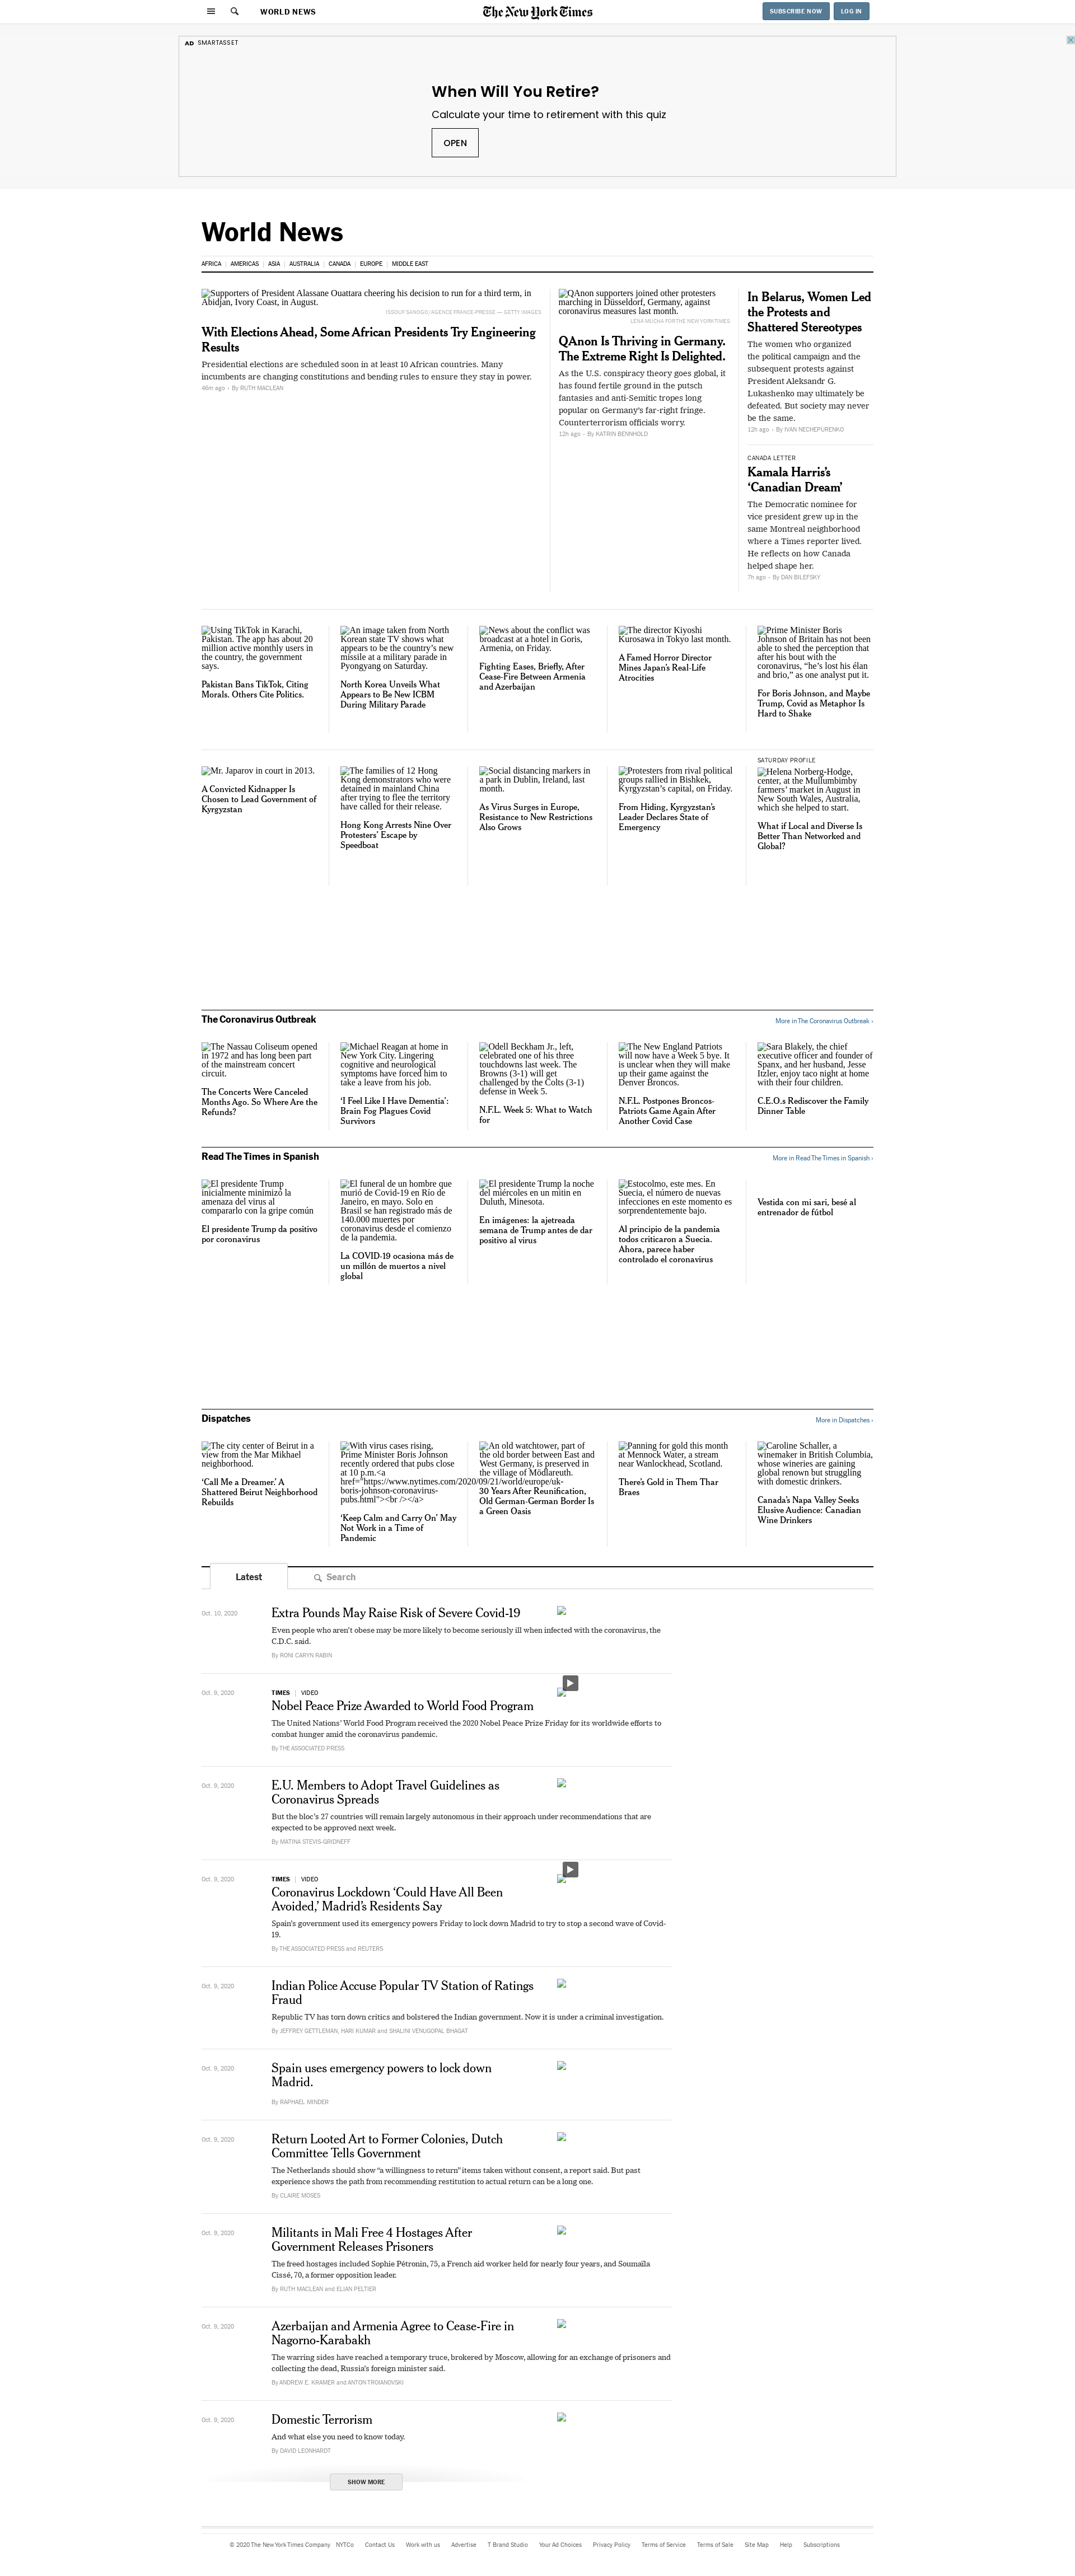 WORLD NEWS
The New York Times
SUBSCRIBE NOW
LOG IN
AD SMARTASSET
When Will You Retire?
Calculate your time to retirement with this quiz
OPEN
World News
AFRICA
AMERICAS
ASIA
AUSTRALIA
CANADA
EUROPE
MIDDLE EAST
Supporters of President Alassane Ouattara cheering his decision to run for a third term, in
Abidjan, Ivory Coast, in August.
ISSOUF SANOGO/AGENCE FRANCE-PRESSE — GETTY IMAGES
With Elections Ahead, Some African Presidents Try Engineering
Results
Presidential elections are scheduled soon in at least 10 African countries. Many
incumbents are changing constitutions and bending rules to ensure they stay in power.
46m ago - By RUTH MACLEAN
QAnon supporters joined other protesters
marching in Düsseldorf, Germany, against
coronavirus measures last month.
LENA MUCHA FOR THE NEW YORK TIMES
QAnon Is Thriving in Germany.
The Extreme Right Is Delighted.
As the U.S. conspiracy theory goes global, it
has found fertile ground in the putsch
fantasies and anti-Semitic tropes long
popular on Germany's far-right fringe.
Counterterrorism officials worry.
12h ago - By KATRIN BENNHOLD
In Belarus, Women Led
the Protests and
Shattered Stereotypes
The women who organized
the political campaign and the
subsequent protests against
President Aleksandr G.
Lukashenko may ultimately be
defeated. But society may never
be the same.
12h ago - By IVAN NECHEPURENKO
CANADA LETTER
Kamala Harris's
‘Canadian Dream’
The Democratic nominee for
vice president grew up in the
same Montreal neighborhood
where a Times reporter lived.
He reflects on how Canada
helped shape her.
7h ago - By DAN BILEFSKY
Using TikTok in Karachi,
Pakistan. The app has about 20
million active monthly users in
the country, the government
says.
Pakistan Bans TikTok, Citing
Morals. Others Cite Politics.
An image taken from North
Korean state TV shows what
appears to be the country’s new
missile at a military parade in
Pyongyang on Saturday.
North Korea Unveils What
Appears to Be New ICBM
During Military Parade
News about the conflict was
broadcast at a hotel in Goris,
Armenia, on Friday.
Fighting Eases, Briefly, After
Cease-Fire Between Armenia
and Azerbaijan
The director Kiyoshi
Kurosawa in Tokyo last month.
A Famed Horror Director
Mines Japan’s Real-Life
Atrocities
Prime Minister Boris
Johnson of Britain has not been
able to shed the perception that
after his bout with the
coronavirus, “he’s lost his élan
and brio,” as one analyst put it.
For Boris Johnson, and Maybe
Trump, Covid as Metaphor Is
Hard to Shake
Mr. Japarov in court in 2013.
A Convicted Kidnapper Is
Chosen to Lead Government of
Kyrgyzstan
The families of 12 Hong
Kong demonstrators who were
detained in mainland China
after trying to flee the territory
have called for their release.
Hong Kong Arrests Nine Over
Protesters’ Escape by
Speedboat
Social distancing markers in
a park in Dublin, Ireland, last
month.
As Virus Surges in Europe,
Resistance to New Restrictions
Also Grows
Protesters from rival political
groups rallied in Bishkek,
Kyrgyzstan’s capital, on Friday.
From Hiding, Kyrgyzstan’s
Leader Declares State of
Emergency
SATURDAY PROFILE
Helena Norberg-Hodge,
center, at the Mullumbimby
farmers’ market in August in
New South Wales, Australia,
which she helped to start.
What if Local and Diverse Is
Better Than Networked and
Global?
The Coronavirus Outbreak
More in The Coronavirus Outbreak ›
The Nassau Coliseum opened
in 1972 and has long been part
of the mainstream concert
circuit.
The Concerts Were Canceled
Months Ago. So Where Are the
Refunds?
Michael Reagan at home in
New York City. Lingering
cognitive and neurological
symptoms have forced him to
take a leave from his job.
‘I Feel Like I Have Dementia’:
Brain Fog Plagues Covid
Survivors
Odell Beckham Jr., left,
celebrated one of his three
touchdowns last week. The
Browns (3-1) will get
challenged by the Colts (3-1)
defense in Week 5.
N.F.L. Week 5: What to Watch
for
The New England Patriots
will now have a Week 5 bye. It
is unclear when they will make
up their game against the
Denver Broncos.
N.F.L. Postpones Broncos-
Patriots Game Again After
Another Covid Case
Sara Blakely, the chief
executive officer and founder of
Spanx, and her husband, Jesse
Itzler, enjoy taco night at home
with their four children.
C.E.O.s Rediscover the Family
Dinner Table
Read The Times in Spanish
More in Read The Times in Spanish ›
El presidente Trump
inicialmente minimizó la
amenaza del virus al
compararlo con la gripe común
El presidente Trump da positivo
por coronavirus
El funeral de un hombre que
murió de Covid-19 en Río de
Janeiro, en mayo. Solo en
Brasil se han registrado más de
140.000 muertes por
coronavirus desde el comienzo
de la pandemia.
La COVID-19 ocasiona más de
un millón de muertos a nivel
global
El presidente Trump la noche
del miércoles en un mitin en
Duluth, Minesota.
En imágenes: la ajetreada
semana de Trump antes de dar
positivo al virus
Estocolmo, este mes. En
Suecia, el número de nuevas
infecciones en este momento es
sorprendentemente bajo.
Al principio de la pandemia
todos criticaron a Suecia.
Ahora, parece haber
controlado el coronavirus
Vestida con mi sari, besé al
entrenador de fútbol
Dispatches
More in Dispatches ›
The city center of Beirut in a
view from the Mar Mikhael
neighborhood.
‘Call Me a Dreamer.’ A
Shattered Beirut Neighborhood
Rebuilds
With virus cases rising,
Prime Minister Boris Johnson
recently ordered that pubs close
at 10 p.m.<a
href="https://www.nytimes.com/2020/09/21/world/europe/uk-
boris-johnson-coronavirus-
pubs.html"><br /></a>
‘Keep Calm and Carry On’ May
Not Work in a Time of
Pandemic
An old watchtower, part of
the old border between East and
West Germany, is preserved in
the village of Mödlareuth.
30 Years After Reunification,
Old German-German Border Is
a Green Oasis
Panning for gold this month
at Mennock Water, a stream
near Wanlockhead, Scotland.
There’s Gold in Them Thar
Braes
Caroline Schaller, a
winemaker in British Columbia,
whose wineries are gaining
global renown but struggling
with domestic drinkers.
Canada’s Napa Valley Seeks
Elusive Audience: Canadian
Wine Drinkers
Latest
Search
Oct. 10, 2020
Extra Pounds May Raise Risk of Severe Covid-19
Even people who aren’t obese may be more likely to become seriously ill when infected with the coronavirus, the
C.D.C. said.
By RONI CARYN RABIN
Oct. 9, 2020
TIMES | VIDEO
Nobel Peace Prize Awarded to World Food Program
The United Nations’ World Food Program received the 2020 Nobel Peace Prize Friday for its worldwide efforts to
combat hunger amid the coronavirus pandemic.
By THE ASSOCIATED PRESS
Oct. 9, 2020
E.U. Members to Adopt Travel Guidelines as
Coronavirus Spreads
But the bloc’s 27 countries will remain largely autonomous in their approach under recommendations that are
expected to be approved next week.
By MATINA STEVIS-GRIDNEFF
Oct. 9, 2020
TIMES | VIDEO
Coronavirus Lockdown ‘Could Have All Been
Avoided,’ Madrid’s Residents Say
Spain’s government used its emergency powers Friday to lock down Madrid to try to stop a second wave of Covid-
19.
By THE ASSOCIATED PRESS and REUTERS
Oct. 9, 2020
Indian Police Accuse Popular TV Station of Ratings
Fraud
Republic TV has torn down critics and bolstered the Indian government. Now it is under a criminal investigation.
By JEFFREY GETTLEMAN, HARI KUMAR and SHALINI VENUGOPAL BHAGAT
Oct. 9, 2020
Spain uses emergency powers to lock down
Madrid.
By RAPHAEL MINDER
Oct. 9, 2020
Return Looted Art to Former Colonies, Dutch
Committee Tells Government
The Netherlands should show “a willingness to return” items taken without consent, a report said. But past
experience shows the path from recommending restitution to actual return can be a long one.
By CLAIRE MOSES
Oct. 9, 2020
Militants in Mali Free 4 Hostages After
Government Releases Prisoners
The freed hostages included Sophie Pétronin, 75, a French aid worker held for nearly four years, and Soumaïla
Cissé, 70, a former opposition leader.
By RUTH MACLEAN and ELIAN PELTIER
Oct. 9, 2020
Azerbaijan and Armenia Agree to Cease-Fire in
Nagorno-Karabakh
The warring sides have reached a temporary truce, brokered by Moscow, allowing for an exchange of prisoners and
collecting the dead, Russia’s foreign minister said.
By ANDREW E. KRAMER and ANTON TROIANOVSKI
Oct. 9, 2020
Domestic Terrorism
And what else you need to know today.
By DAVID LEONHARDT
SHOW MORE
© 2020 The New York Times Company
NYTCo
Contact Us
Work with us
Advertise
T Brand Studio
Your Ad Choices
Privacy Policy
Terms of Service
Terms of Sale
Site Map
Help
Subscriptions